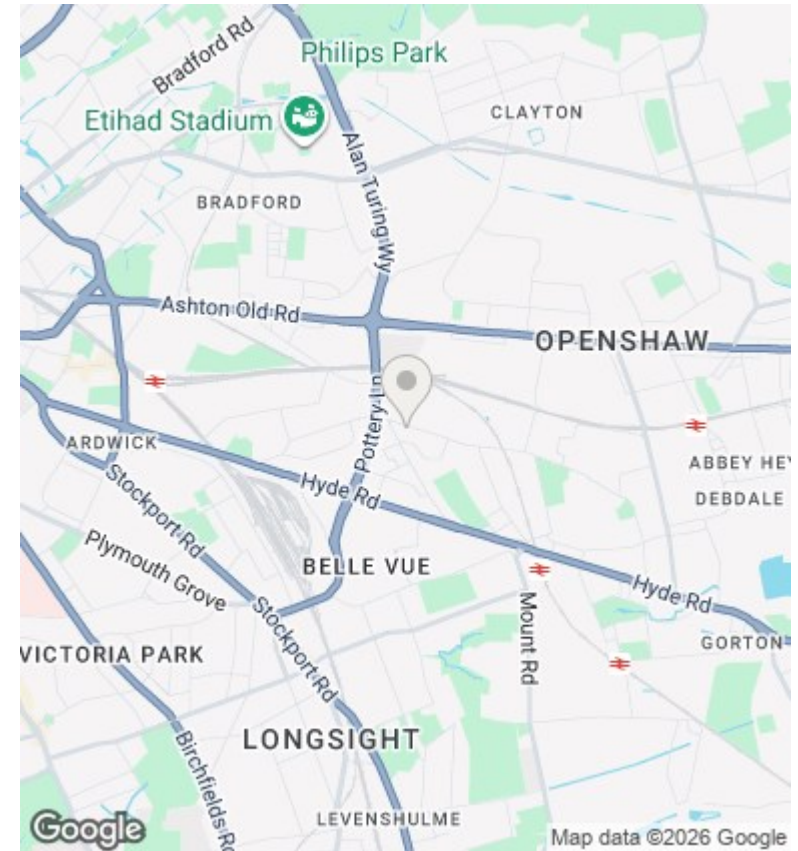 Bradford Rd
Philips Park
Etihad Stadium
CLAYTON
Alan Turing Wy
BRADFORD
Ashton Old Rd
OPENSHAW
Pottery Ln
ARDWICK
ABBEY HEY
DEBDALE
Hyde Rd
Stockport Rd
Plymouth Grove
BELLE VUE
Stockport Rd
Hyde Rd
Mount Rd
GORTON
VICTORIA PARK
LONGSIGHT
Birchfields Rd
LEVENSHULME
Google
Map data ©2026 Google